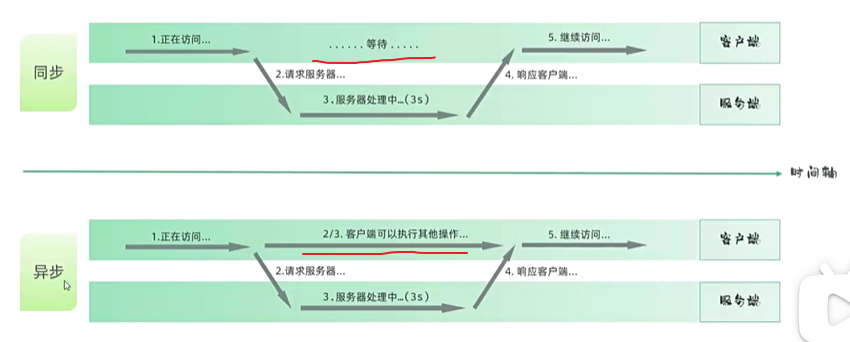 同步
1.正在访问...
......等待.....
5. 继续访问...
客户端
2.请求服务器...
4. 响应客户端...
3.服务器处理中...(3s)
服务端
时间轴
异步
1.正在访问...
2/3. 客户端可以执行其他操作...
5. 继续访问...
客户端
2.请求服务器...
4. 响应客户端...
3.服务器处理中...(3s)
服务端